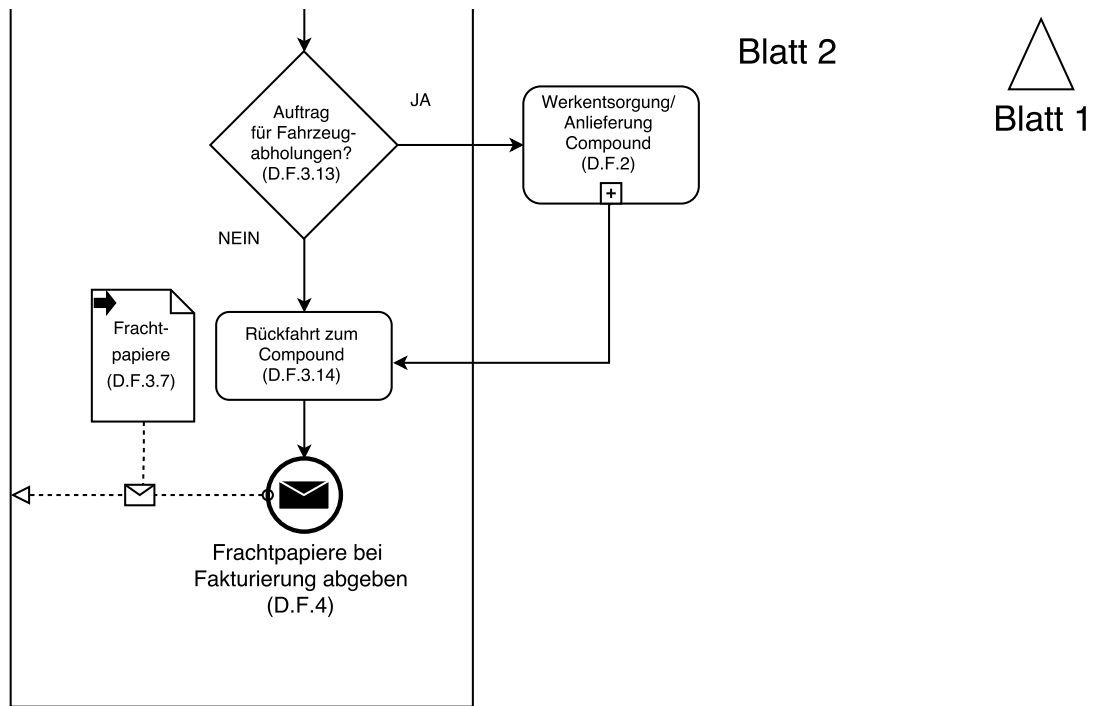 Blatt 2
Blatt 1
Auftrag
für Fahrzeug-
abholungen?
(D.F.3.13)
JA
Werkentsorgung/
Anlieferung
Compound
(D.F.2)
NEIN
Fracht-
papiere
(D.F.3.7)
Rückfahrt zum
Compound
(D.F.3.14)
Frachtpapiere bei
Fakturierung abgeben
(D.F.4)